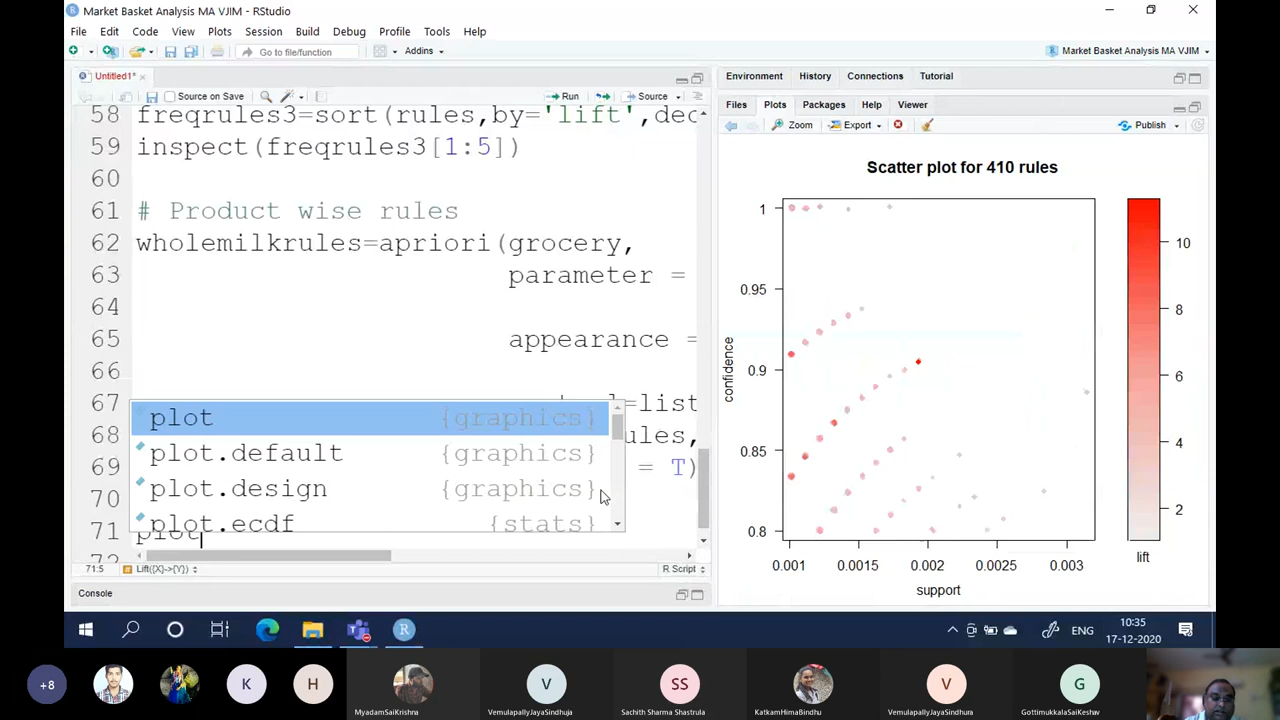 Market Basket Analysis MA VJIM - RStudio
File Edit Code View Plots Session Build Debug Profile Tools Help
Go to file/function Addins Market Basket Analysis MA VJIM
Untitled1*
Source on Save Run Source
58 freqrules3=sort(rules,by='lift',dec
59 inspect(freqrules3[1:5])
60
61 # Product wise rules
62 wholemilkrules=apriori(grocery,
63 parameter =
64
65 appearance =
66
67 l=list
68 ules,
69 = T)
70
71 plot
72
plot {graphics}
plot.default {graphics}
plot.design {graphics}
plot.ecdf {stats}
71:5 Lift({X}->{Y}) R Script
Console
Environment History Connections Tutorial
Files Plots Packages Help Viewer
Zoom Export Publish
Scatter plot for 410 rules
1
0.95
0.9
0.85
0.8
confidence
0.001 0.0015 0.002 0.0025 0.003
support
10
8
6
4
2
lift
ENG
10:35
17-12-2020
+8 K H V SS V G
MyadamSaiKrishna VemulapallyJayaSindhuja Sachith Sharma Shastrula KatkamHimaBindhu VemulapallyJayaSindhura GottimukkalaSaiKeshav